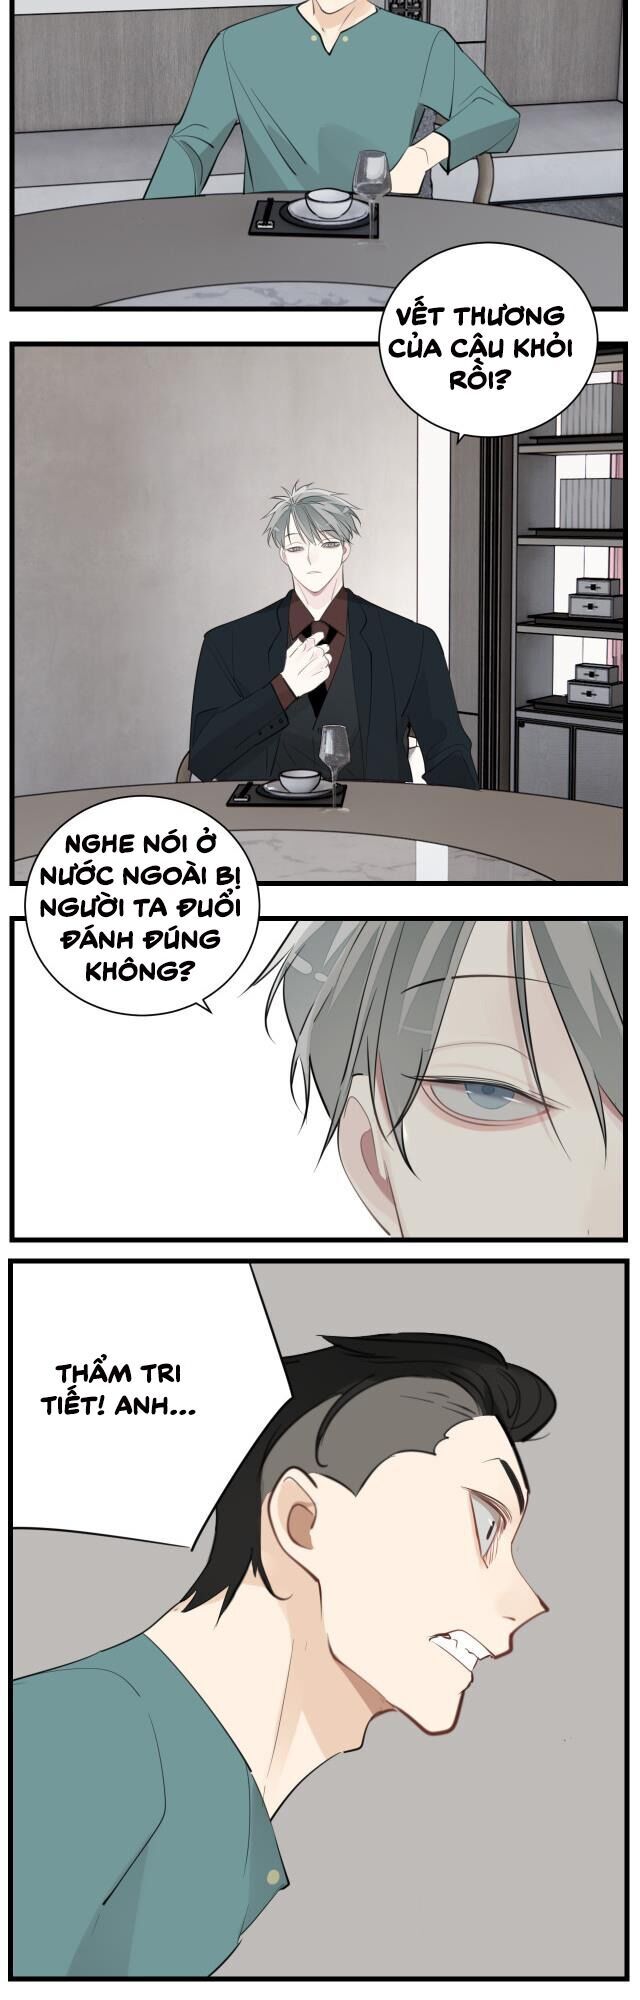 VẾT THƯƠNG
CỦA CẬU KHỎI
RỒI?
NGHE NÓI Ở
NƯỚC NGOÀI BỊ
NGƯỜI TA ĐUỔI
ĐÁNH ĐÚNG
KHÔNG?
THẨM TRI
TIẾT! ANH...